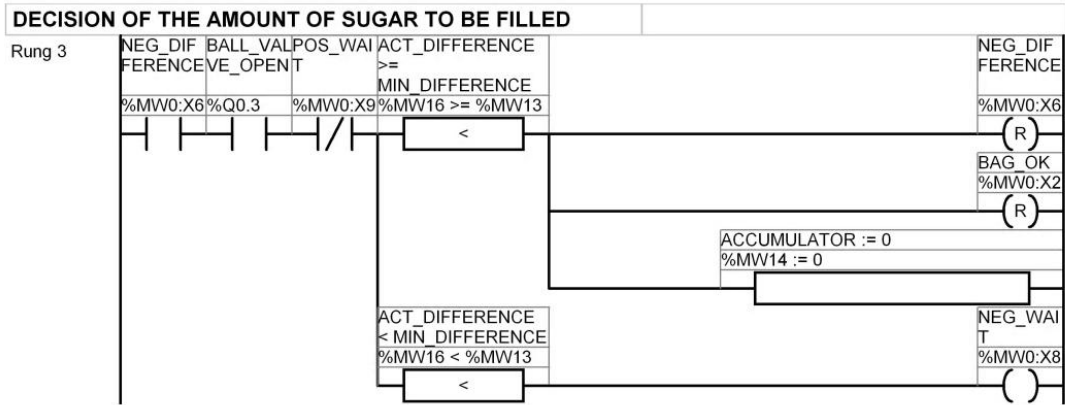 DECISION OF THE AMOUNT OF SUGAR TO BE FILLED
Rung 3
NEG_DIF BALL_VAL POS_WAI ACT_DIFFERENCE NEG_DIF
FERENCE VE_OPEN T >= FERENCE
MIN_DIFFERENCE
%MW0:X6 %Q0.3 %MW0:X9 %MW16 >= %MW13 %MW0:X6
/ < R
BAG_OK
%MW0:X2
R
ACCUMULATOR := 0
%MW14 := 0
ACT_DIFFERENCE NEG_WAI
< MIN_DIFFERENCE T
%MW16 < %MW13 %MW0:X8
<